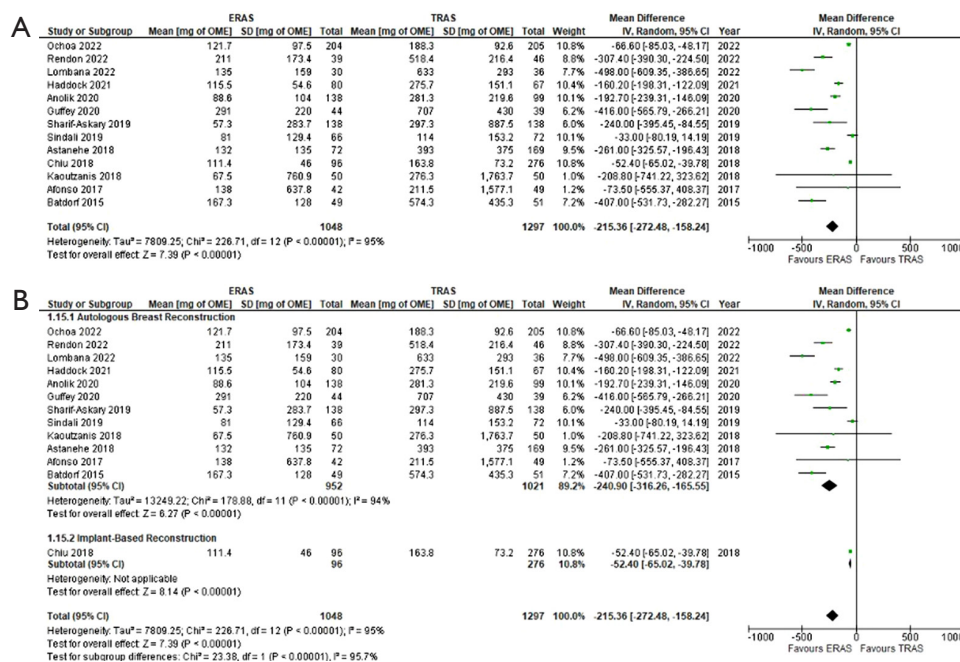 A
ERAS TRAS Mean Difference Mean Difference
Study or Subgroup Mean [mg of OME] SD [mg of OME] Total Mean [mg of OME] SD [mg of OME] Total Weight IV, Random, 95% CI Year IV, Random, 95% CI
Ochoa 2022 121.7 97.5 204 188.3 92.6 205 10.8% -66.60 [-85.03, -48.17] 2022
Rendon 2022 211 173.4 39 518.4 216.4 46 8.8% -307.40 [-390.30, -224.50] 2022
Lombana 2022 135 159 30 633 293 36 7.6% -498.00 [-609.35, -386.65] 2022
Haddock 2021 115.5 54.6 80 275.7 151.1 67 10.5% -160.20 [-198.31, -122.09] 2021
Anolik 2020 88.6 104 138 281.3 219.6 99 10.3% -192.70 [-239.31, -146.09] 2020
Guffey 2020 291 220 44 707 430 39 6.2% -416.00 [-565.79, -266.21] 2020
Sharif-Askary 2019 57.3 283.7 138 297.3 887.5 138 6.0% -240.00 [-395.45, -84.55] 2019
Sindali 2019 81 129.4 66 114 153.2 72 10.3% -33.00 [-80.19, 14.19] 2019
Astanehe 2018 132 135 72 393 375 169 9.5% -261.00 [-325.57, -196.43] 2018
Chiu 2018 111.4 46 96 163.8 73.2 276 10.8% -52.40 [-65.02, -39.78] 2018
Kaoutzanis 2018 67.5 760.9 50 276.3 1,763.7 50 1.0% -208.80 [-741.22, 323.62] 2018
Afonso 2017 138 637.8 42 211.5 1,577.1 49 1.2% -73.50 [-555.37, 408.37] 2017
Batdorf 2015 167.3 128 49 574.3 435.3 51 7.1% -407.00 [-531.73, -282.27] 2015
Total (95% CI) 1048 1297 100.0% -215.36 [-272.48, -158.24]
Heterogeneity: Tau² = 7809.25; Chi² = 226.71, df = 12 (P < 0.00001); I² = 95%
Test for overall effect: Z = 7.39 (P < 0.00001)
-1000 -500 0 500 1000
Favours ERAS Favours TRAS
B
ERAS TRAS Mean Difference Mean Difference
Study or Subgroup Mean [mg of OME] SD [mg of OME] Total Mean [mg of OME] SD [mg of OME] Total Weight IV, Random, 95% CI Year IV, Random, 95% CI
1.15.1 Autologous Breast Reconstruction
Ochoa 2022 121.7 97.5 204 188.3 92.6 205 10.8% -66.60 [-85.03, -48.17] 2022
Rendon 2022 211 173.4 39 518.4 216.4 46 8.8% -307.40 [-390.30, -224.50] 2022
Lombana 2022 135 159 30 633 293 36 7.6% -498.00 [-609.35, -386.65] 2022
Haddock 2021 115.5 54.6 80 275.7 151.1 67 10.5% -160.20 [-198.31, -122.09] 2021
Anolik 2020 88.6 104 138 281.3 219.6 99 10.3% -192.70 [-239.31, -146.09] 2020
Guffey 2020 291 220 44 707 430 39 6.2% -416.00 [-565.79, -266.21] 2020
Sharif-Askary 2019 57.3 283.7 138 297.3 887.5 138 6.0% -240.00 [-395.45, -84.55] 2019
Sindali 2019 81 129.4 66 114 153.2 72 10.3% -33.00 [-80.19, 14.19] 2019
Kaoutzanis 2018 67.5 760.9 50 276.3 1,763.7 50 1.0% -208.80 [-741.22, 323.62] 2018
Astanehe 2018 132 135 72 393 375 169 9.5% -261.00 [-325.57, -196.43] 2018
Afonso 2017 138 637.8 42 211.5 1,577.1 49 1.2% -73.50 [-555.37, 408.37] 2017
Batdorf 2015 167.3 128 49 574.3 435.3 51 7.1% -407.00 [-531.73, -282.27] 2015
Subtotal (95% CI) 952 1021 89.2% -240.90 [-316.26, -165.55]
Heterogeneity: Tau² = 13249.22; Chi² = 178.88, df = 11 (P < 0.00001); I² = 94%
Test for overall effect: Z = 6.27 (P < 0.00001)
1.15.2 Implant-Based Reconstruction
Chiu 2018 111.4 46 96 163.8 73.2 276 10.8% -52.40 [-65.02, -39.78] 2018
Subtotal (95% CI) 96 276 10.8% -52.40 [-65.02, -39.78]
Heterogeneity: Not applicable
Test for overall effect: Z = 8.14 (P < 0.00001)
Total (95% CI) 1048 1297 100.0% -215.36 [-272.48, -158.24]
Heterogeneity: Tau² = 7809.25; Chi² = 226.71, df = 12 (P < 0.00001); I² = 95%
Test for overall effect: Z = 7.39 (P < 0.00001)
Test for subgroup differences: Chi² = 23.38, df = 1 (P < 0.00001), I² = 95.7%
-1000 -500 0 500 1000
Favours ERAS Favours TRAS